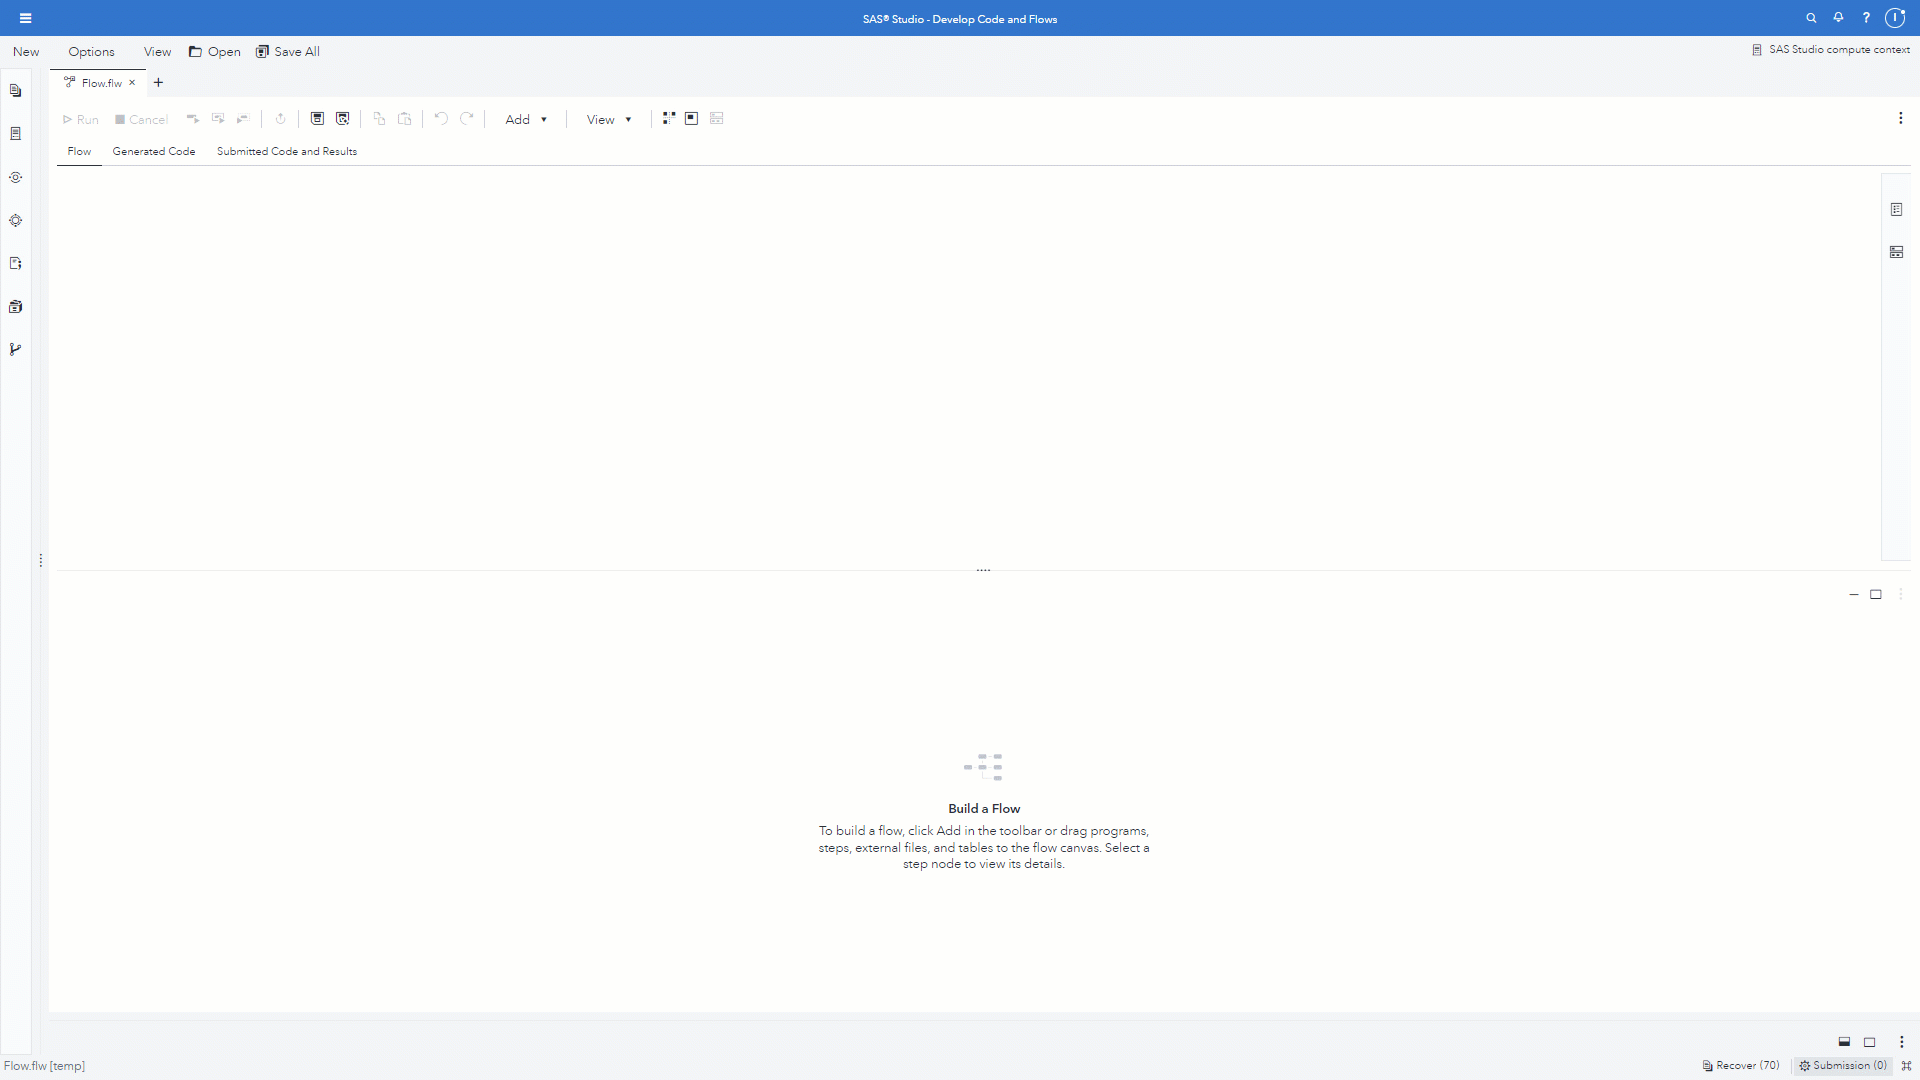 SAS® Studio - Develop Code and Flows
New Options View Open Save All
SAS Studio compute context
Flow.flw
Run Cancel Add View
Flow Generated Code Submitted Code and Results
Build a Flow
To build a flow, click Add in the toolbar or drag programs,
steps, external files, and tables to the flow canvas. Select a
step node to view its details.
Flow.flw [temp]
Recover (70) Submission (0)